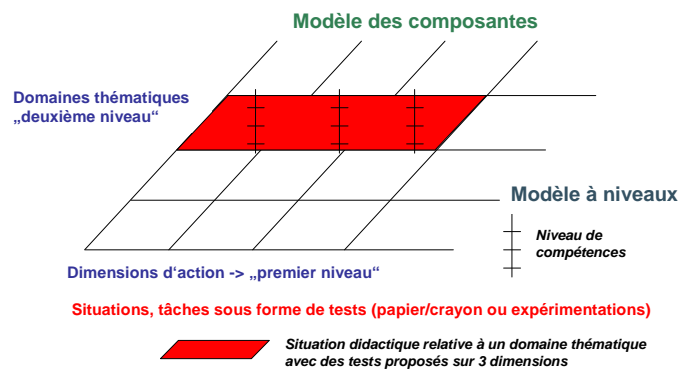 Modèle des composantes
Domaines thématiques
„deuxième niveau“
Modèle à niveaux
Niveau de
compétences
Dimensions d‘action -> „premier niveau“
Situations, tâches sous forme de tests (papier/crayon ou expérimentations)
Situation didactique relative à un domaine thématique
avec des tests proposés sur 3 dimensions